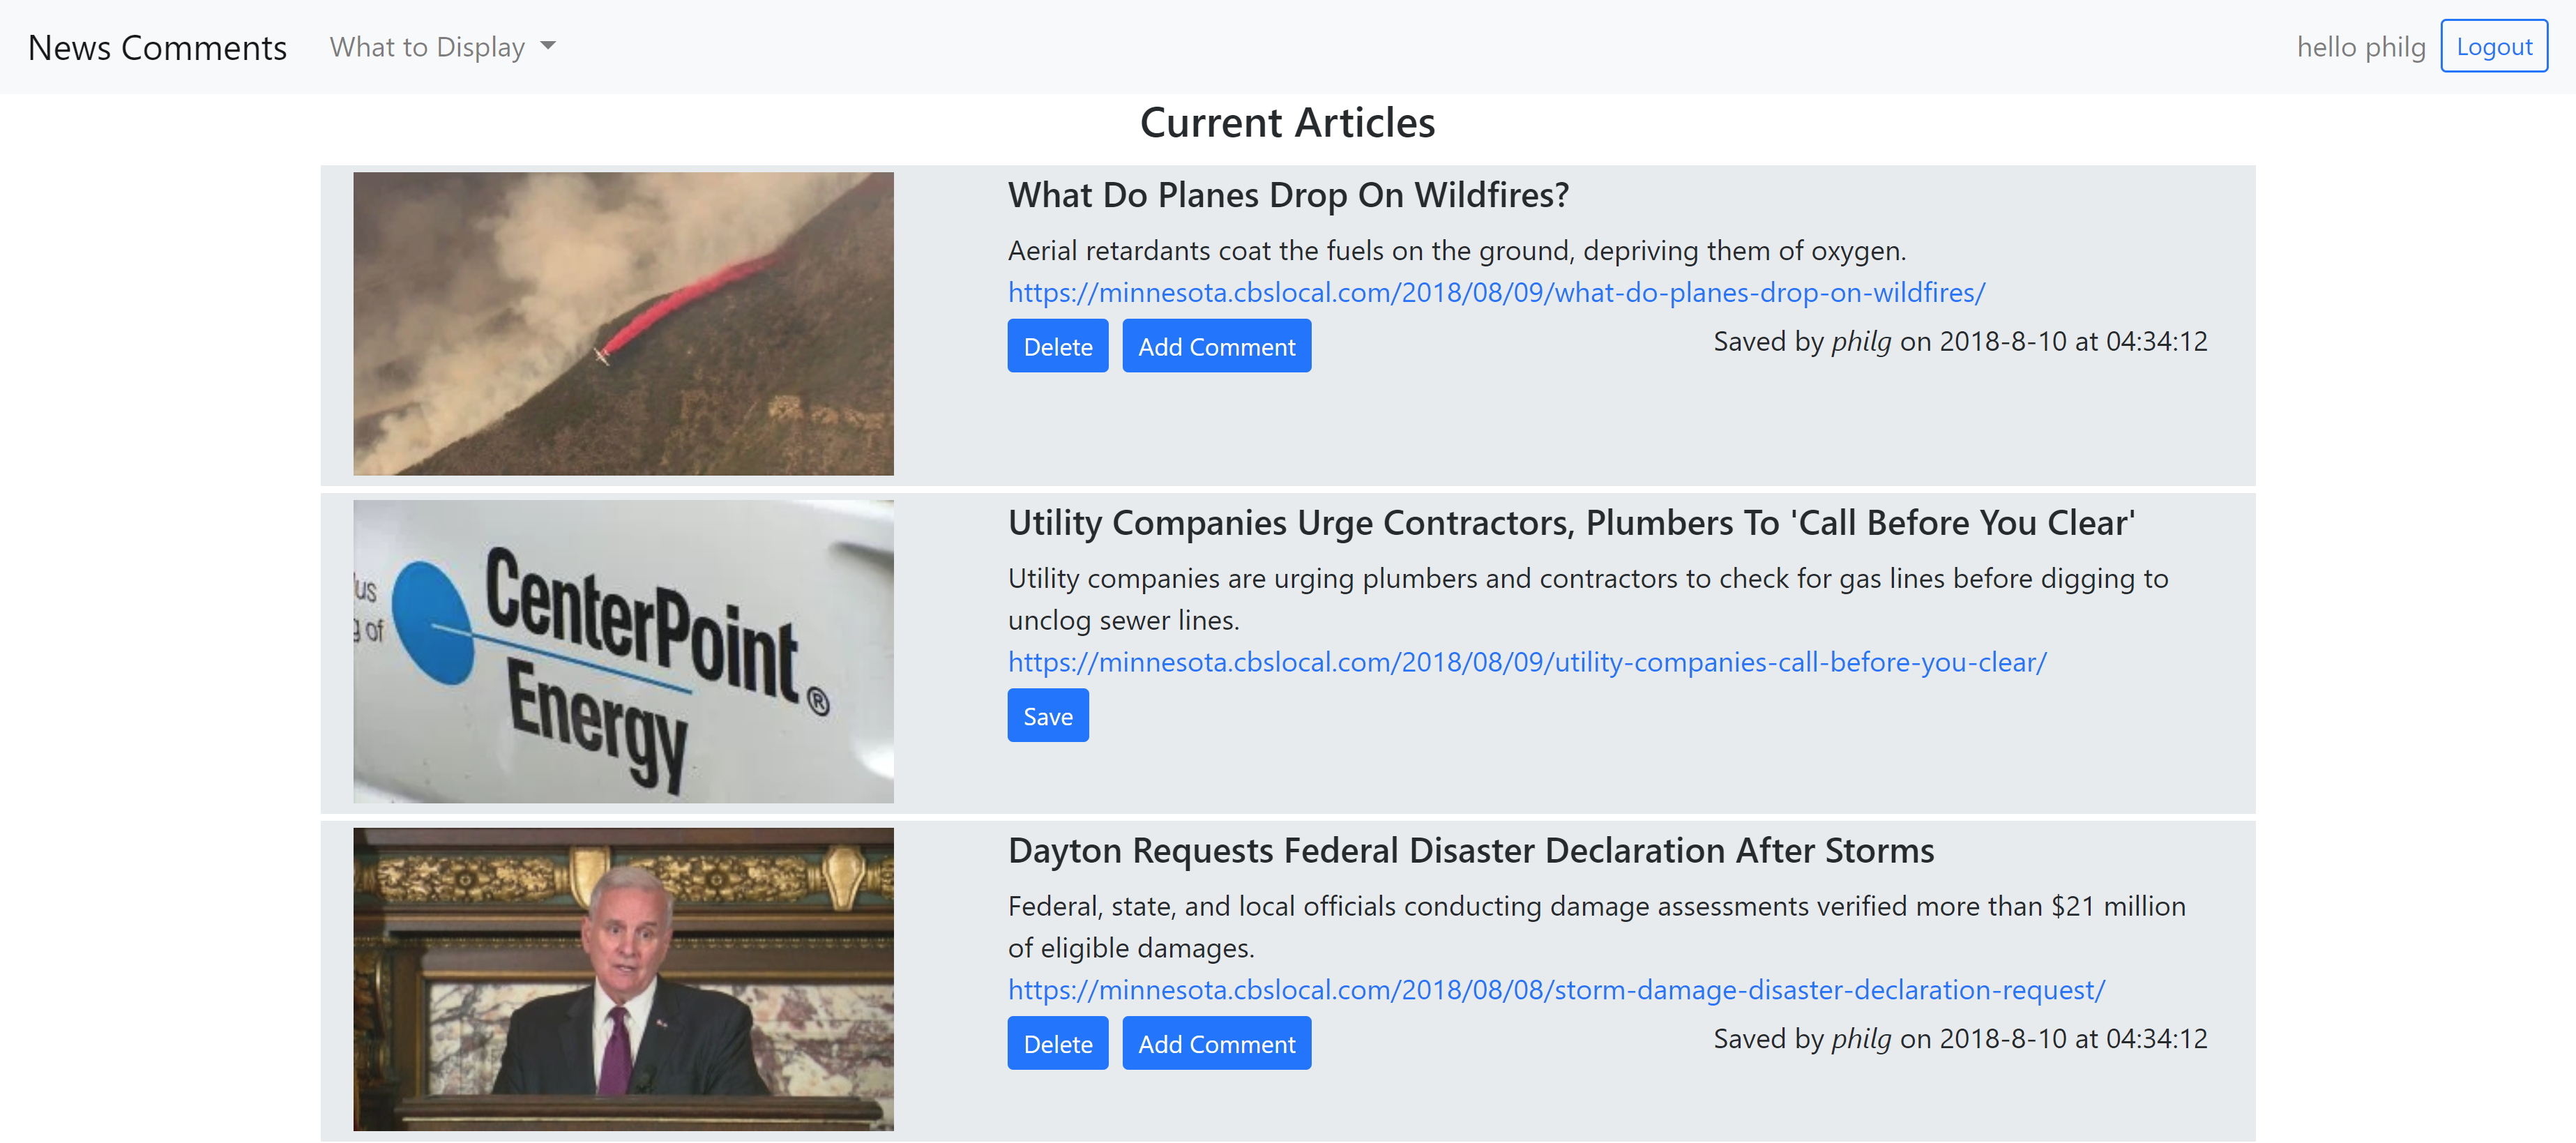 News Comments What to Display hello philg Logout
Current Articles
What Do Planes Drop On Wildfires?
Aerial retardants coat the fuels on the ground, depriving them of oxygen.
https://minnesota.cbslocal.com/2018/08/09/what-do-planes-drop-on-wildfires/
Delete Add Comment Saved by philg on 2018-8-10 at 04:34:12
us
g of
CenterPoint
Energy®
Utility Companies Urge Contractors, Plumbers To 'Call Before You Clear'
Utility companies are urging plumbers and contractors to check for gas lines before digging to
unclog sewer lines.
https://minnesota.cbslocal.com/2018/08/09/utility-companies-call-before-you-clear/
Save
Dayton Requests Federal Disaster Declaration After Storms
Federal, state, and local officials conducting damage assessments verified more than $21 million
of eligible damages.
https://minnesota.cbslocal.com/2018/08/08/storm-damage-disaster-declaration-request/
Delete Add Comment Saved by philg on 2018-8-10 at 04:34:12